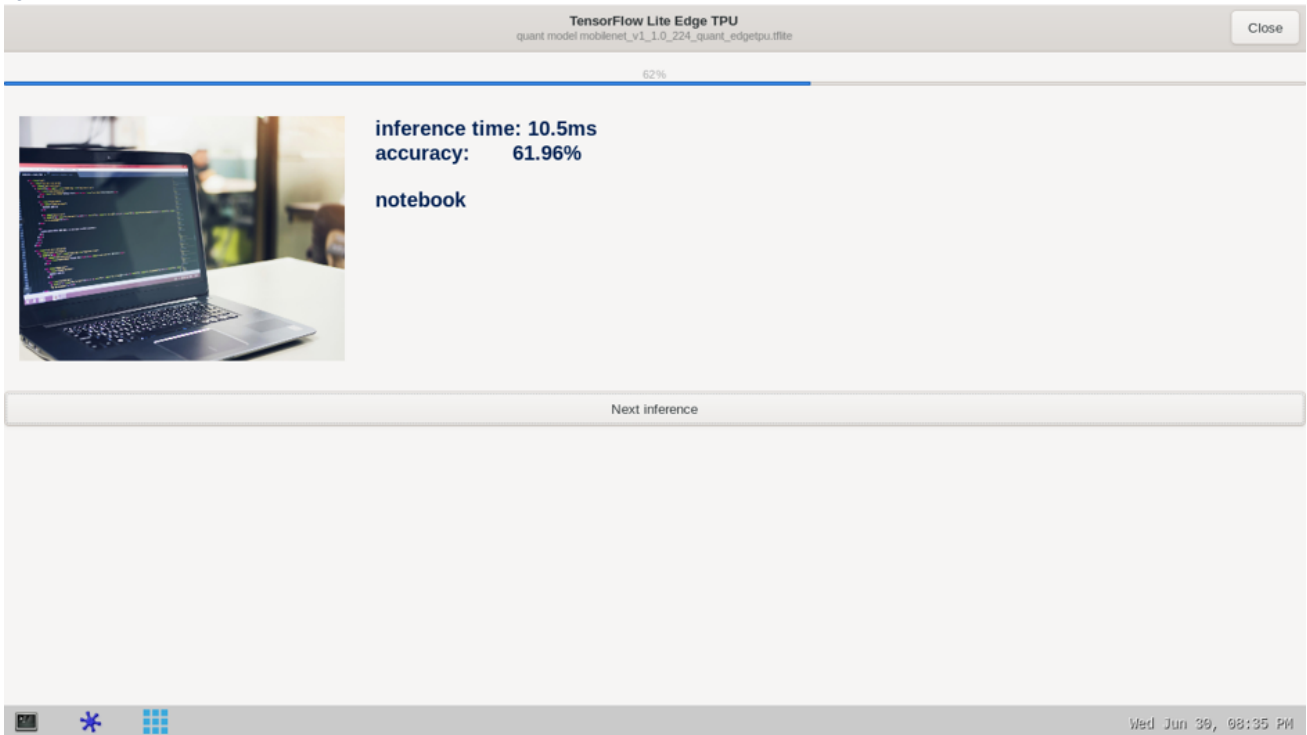 TensorFlow Lite Edge TPU
quant model mobilenet_v1_1.0_224_quant_edgetpu.tflite
Close
62%
inference time: 10.5ms
accuracy: 61.96%
notebook
Next inference
Wed Jun 30, 08:35 PM